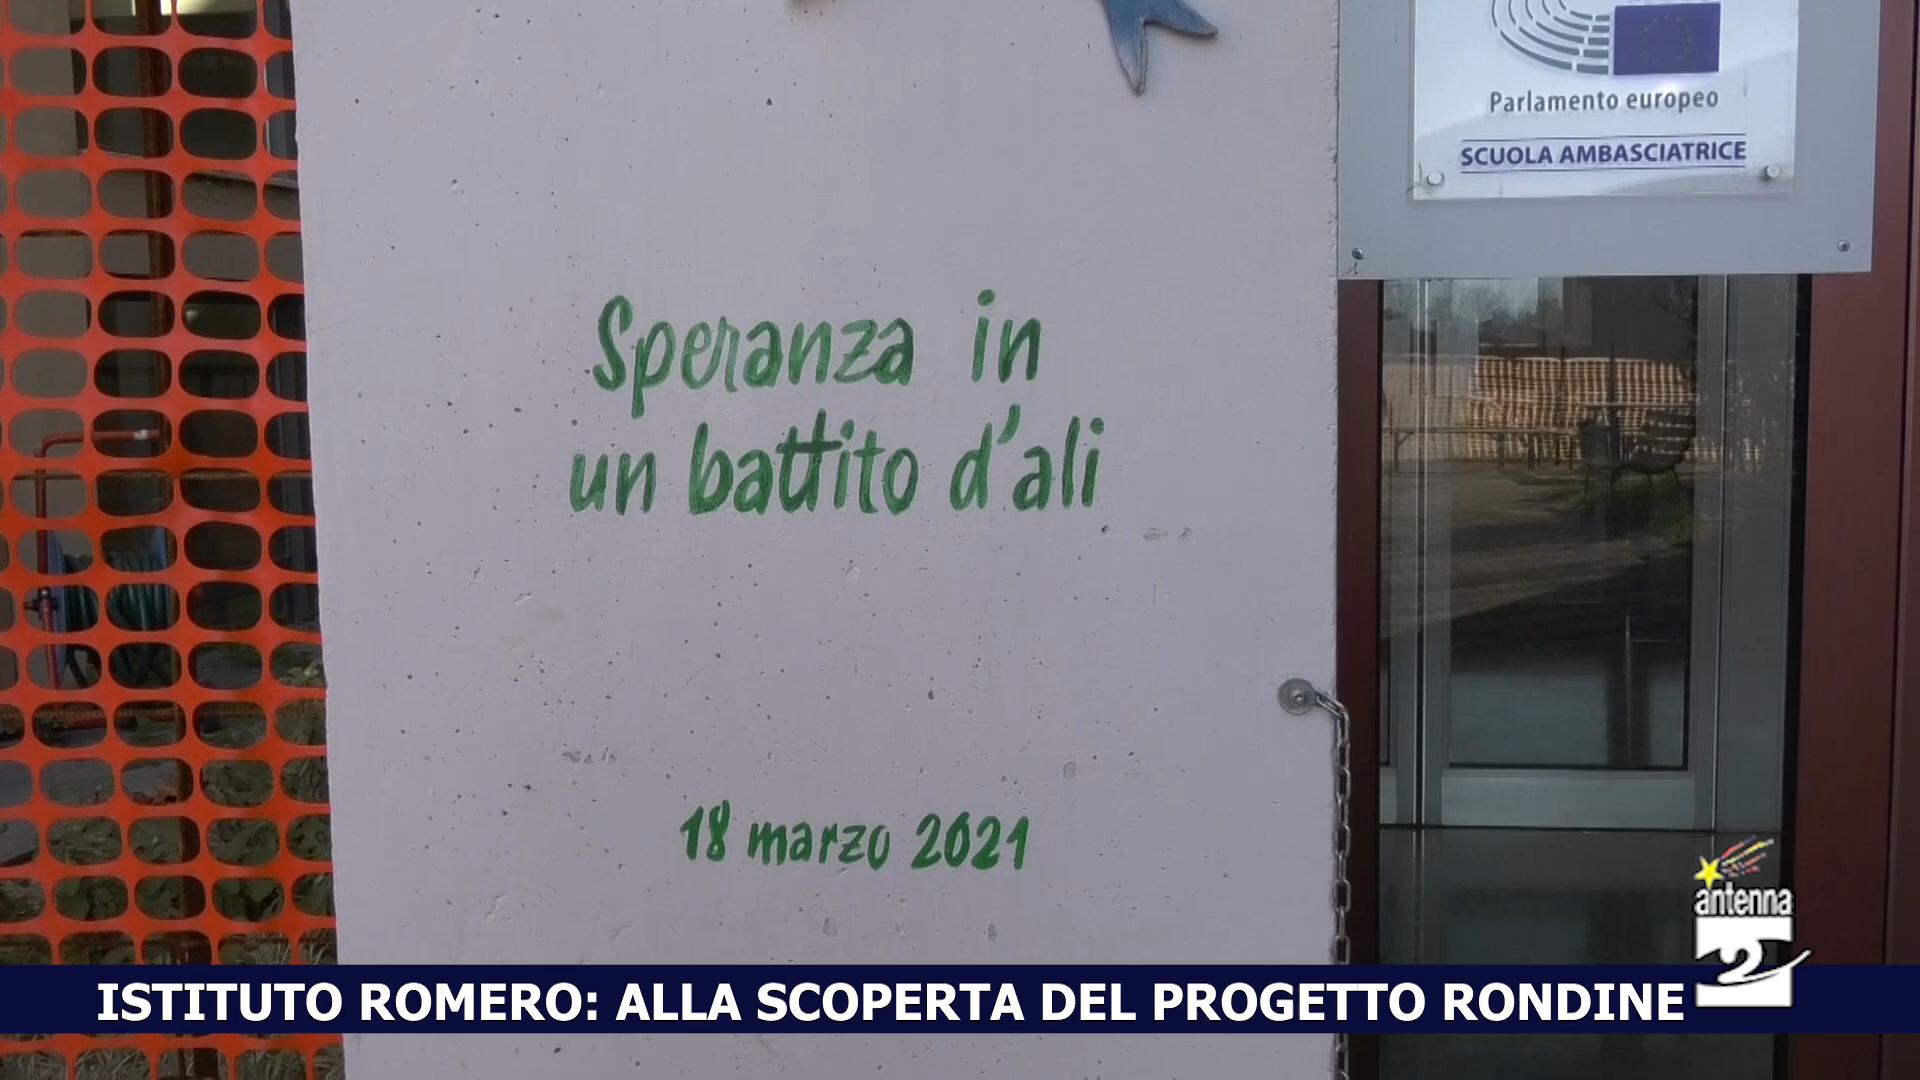 Parlamento europeo
SCUOLA AMBASCIATRICE
Speranza in
un battito d'ali
18 marzo 2021
antenna
2
ISTITUTO ROMERO: ALLA SCOPERTA DEL PROGETTO RONDINE